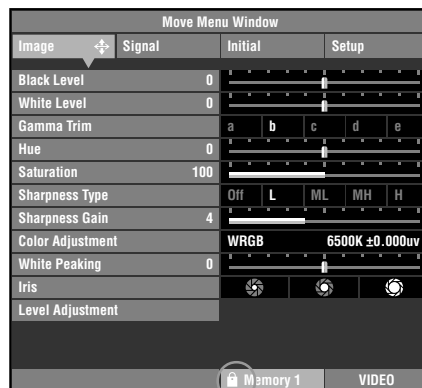 Move Menu Window
Image Signal Initial Setup
Black Level 0
White Level 0
Gamma Trim a b c d e
Hue 0
Saturation 100
Sharpness Type Off L ML MH H
Sharpness Gain 4
Color Adjustment WRGB 6500K ±0.000uv
White Peaking 0
Iris
Level Adjustment
Memory 1 VIDEO